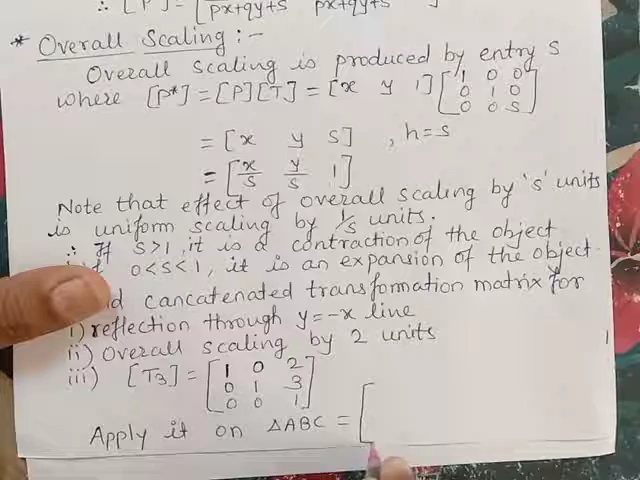 ∴ [P*] = [ px+qy+s px+qy+s ]
* Overall Scaling :-
Overall scaling is produced by entry S
where [P*] = [P][T] = [x y 1] [1 0 0
0 1 0
0 0 S]
= [x y S] , h=s
= [x/S y/S 1]
Note that effect of overall scaling by 's' units
is uniform scaling by 1/s units.
∴ If S>1, it is a contraction of the object
0<S<1, it is an expansion of the object.
cancatenated transformation matrix for
i) reflection through y=-x line
ii) Overall scaling by 2 units
iii) [T3] = [1 0 2
0 1 3
0 0 1]
Apply it on △ABC = [